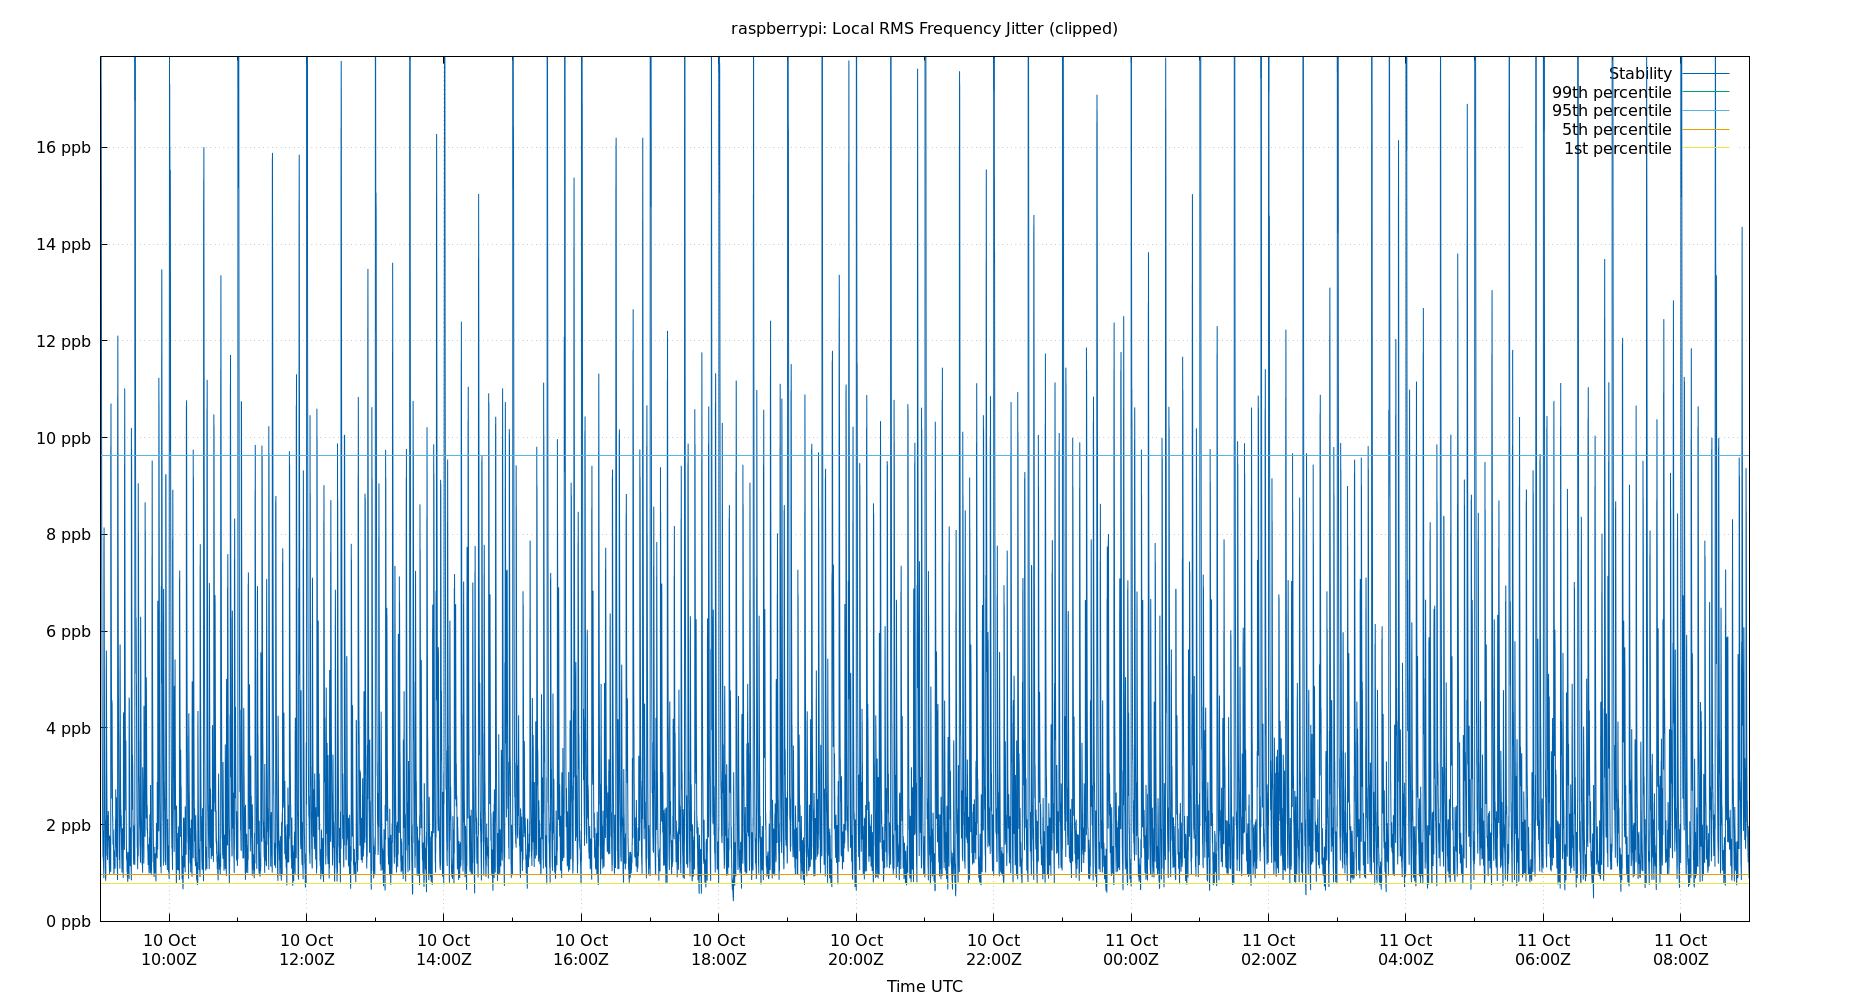 raspberrypi: Local RMS Frequency Jitter (clipped)
Stability
99th percentile
95th percentile
5th percentile
1st percentile
16 ppb
14 ppb
12 ppb
10 ppb
8 ppb
6 ppb
4 ppb
2 ppb
0 ppb
10 Oct 10 Oct 10 Oct 10 Oct 10 Oct 10 Oct 10 Oct 11 Oct 11 Oct 11 Oct 11 Oct 11 Oct
10:00Z 12:00Z 14:00Z 16:00Z 18:00Z 20:00Z 22:00Z 00:00Z 02:00Z 04:00Z 06:00Z 08:00Z
Time UTC